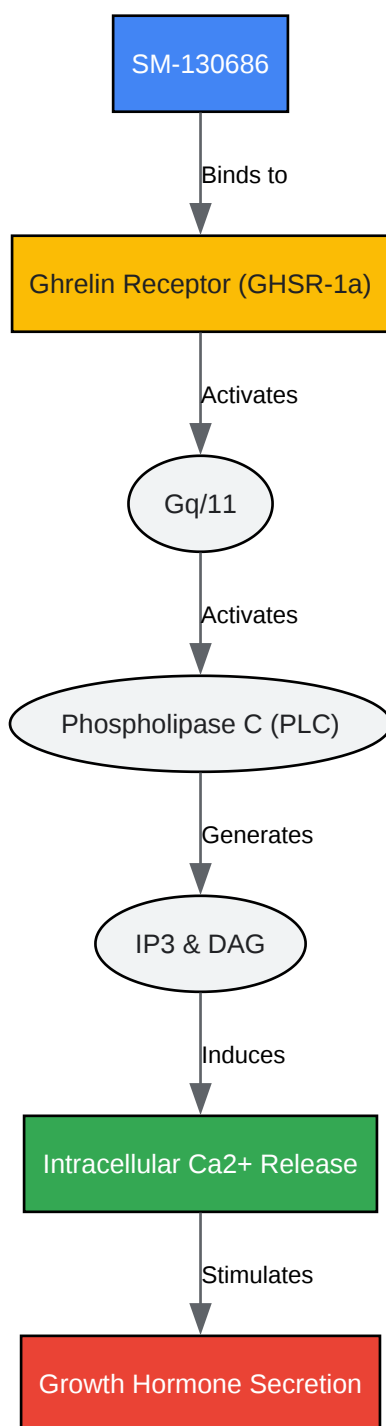 SM-130686
Binds to
Ghrelin Receptor (GHSR-1a)
Activates
Gq/11
Activates
Phospholipase C (PLC)
Generates
IP3 & DAG
Induces
Intracellular Ca2+ Release
Stimulates
Growth Hormone Secretion